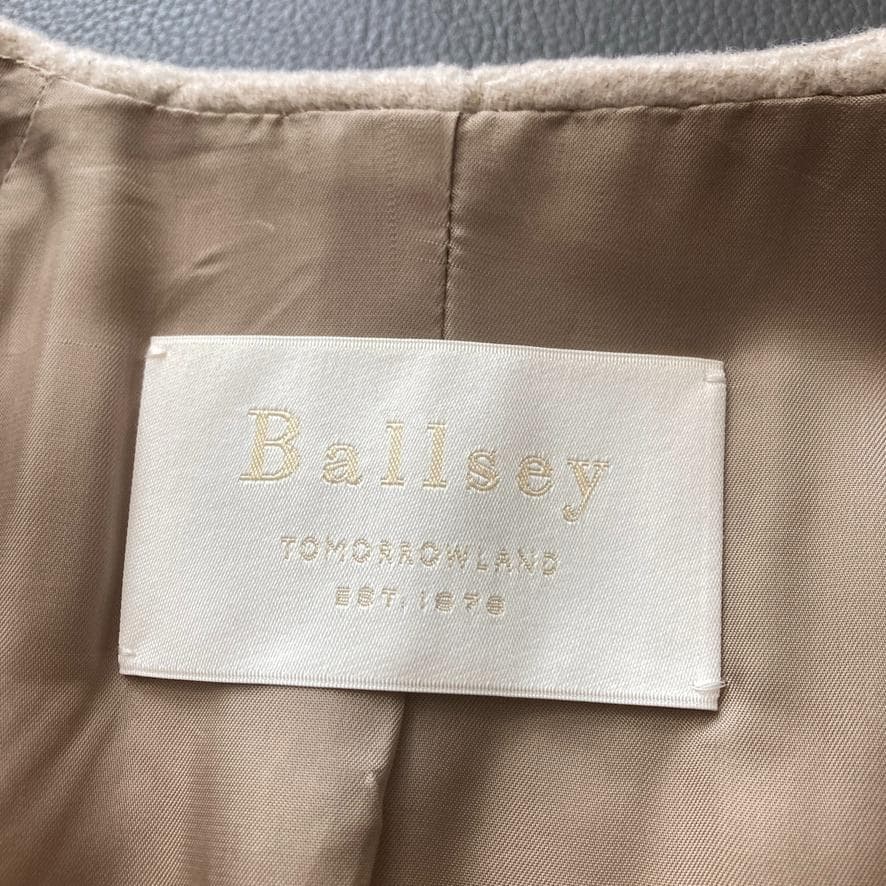 Ballsey
TOMORROWLAND
EST. 1978